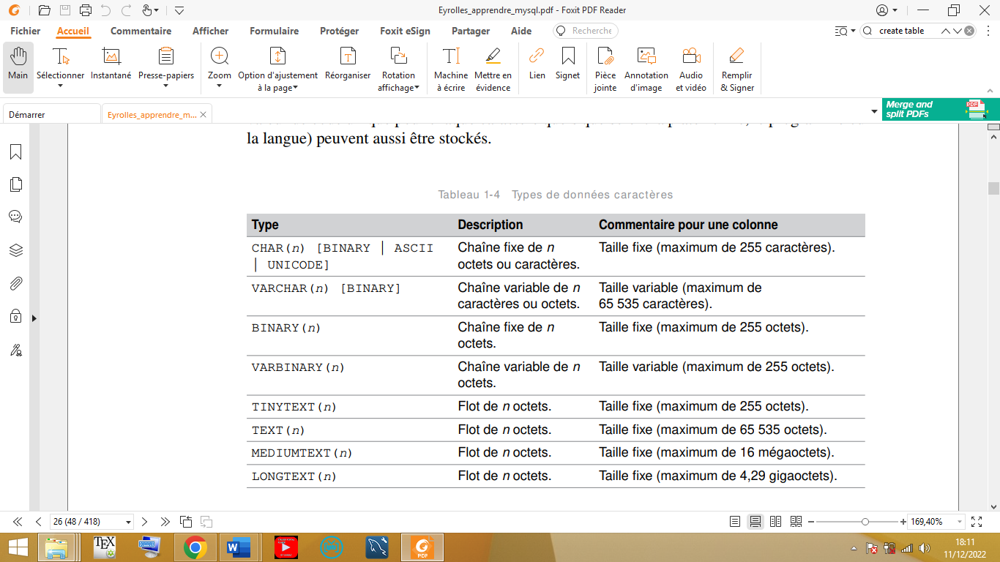 Eyrolles_apprendre_mysql.pdf - Foxit PDF Reader
Fichier Accueil Commentaire Afficher Formulaire Protéger Foxit eSign Partager Aide Recherche create table
Main Sélectionner Instantané Presse-papiers Zoom Option d'ajustement à la page Réorganiser Rotation affichage Machine à écrire Mettre en évidence Lien Signet Pièce jointe Annotation d'image Audio et vidéo Remplir & Signer
Démarrer Eyrolles_apprendre_m... Merge and split PDFs
PDF
la langue) peuvent aussi être stockés.
Tableau 1-4 Types de données caractères
Type Description Commentaire pour une colonne
CHAR(n) [BINARY | ASCII Chaîne fixe de n Taille fixe (maximum de 255 caractères).
| UNICODE] octets ou caractères.
VARCHAR(n) [BINARY] Chaîne variable de n Taille variable (maximum de
caractères ou octets. 65 535 caractères).
BINARY(n) Chaîne fixe de n Taille fixe (maximum de 255 octets).
octets.
VARBINARY(n) Chaîne variable de n Taille variable (maximum de 255 octets).
octets.
TINYTEXT(n) Flot de n octets. Taille fixe (maximum de 255 octets).
TEXT(n) Flot de n octets. Taille fixe (maximum de 65 535 octets).
MEDIUMTEXT(n) Flot de n octets. Taille fixe (maximum de 16 mégaoctets).
LONGTEXT(n) Flot de n octets. Taille fixe (maximum de 4,29 gigaoctets).
26 (48 / 418) 169,40%
TEX PDF 18:11
11/12/2022